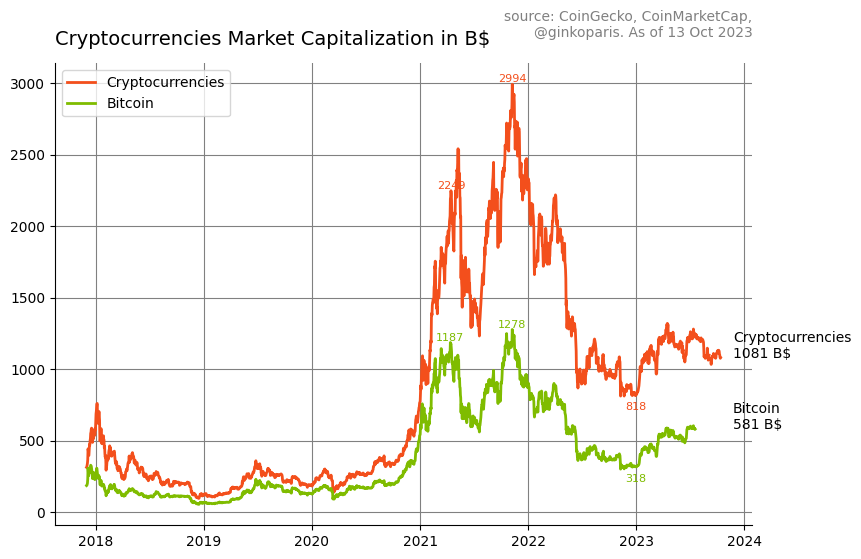 source: CoinGecko, CoinMarketCap,
@ginkoparis. As of 13 Oct 2023
Cryptocurrencies Market Capitalization in B$
Cryptocurrencies
Bitcoin
3000
2500
2000
1500
1000
500
0
2994
2249
1278
1187
818
318
Cryptocurrencies
1081 B$
Bitcoin
581 B$
2018 2019 2020 2021 2022 2023 2024